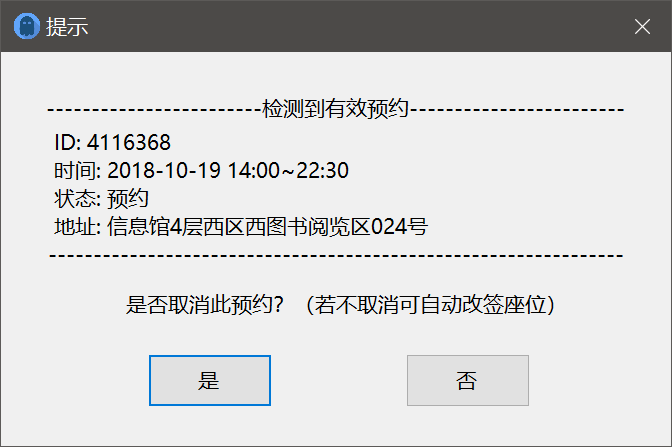 提示
------------------------检测到有效预约------------------------
ID: 4116368
时间: 2018-10-19 14:00~22:30
状态: 预约
地址: 信息馆4层西区西图书阅览区024号
-----------------------------------------------------------------
是否取消此预约？（若不取消可自动改签座位）
是
否